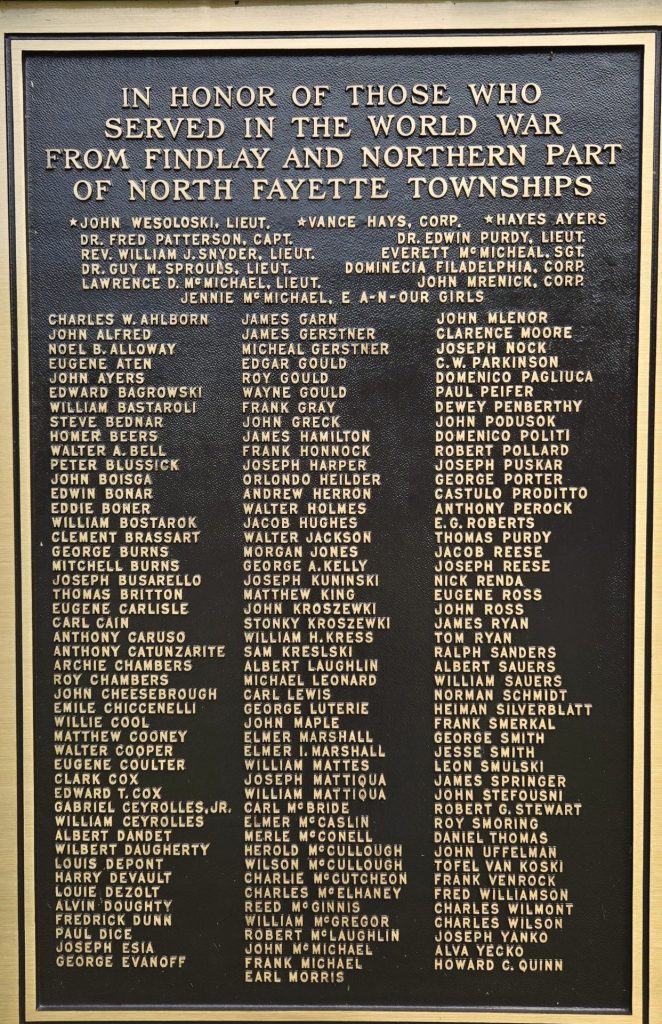 IN HONOR OF THOSE WHO
SERVED IN THE WORLD WAR
FROM FINDLAY AND NORTHERN PART
OF NORTH FAYETTE TOWNSHIPS
★JOHN WESOLOSKI, LIEUT. ★VANCE HAYS, CORP. ★HAYES AYERS
DR. FRED PATTERSON, CAPT. DR. EDWIN PURDY, LIEUT.
REV. WILLIAM J. SNYDER, LIEUT. EVERETT McMICHEAL, SGT.
DR. GUY M. SPROULS, LIEUT. DOMINECIA FILADELPHIA, CORP.
LAWRENCE D. McMICHAEL, LIEUT. JOHN MRENICK, CORP.
JENNIE McMICHAEL, E A-N-OUR GIRLS
CHARLES W. AHLBORN
JOHN ALFRED
NOEL B. ALLOWAY
EUGENE ATEN
JOHN AYERS
EDWARD BAGROWSKI
WILLIAM BASTAROLI
STEVE BEDNAR
HOMER BEERS
WALTER A. BELL
PETER BLUSSICK
JOHN BOISGA
EDWIN BONAR
EDDIE BONER
WILLIAM BOSTAROK
CLEMENT BRASSART
GEORGE BURNS
MITCHELL BURNS
JOSEPH BUSARELLO
THOMAS BRITTON
EUGENE CARLISLE
CARL CAIN
ANTHONY CARUSO
ANTHONY CATUNZARITE
ARCHIE CHAMBERS
ROY CHAMBERS
JOHN CHEESEBROUGH
EMILE CHICCENELLI
WILLIE COOL
MATTHEW COONEY
WALTER COOPER
EUGENE COULTER
CLARK COX
EDWARD T. COX
GABRIEL CEYROLLES, JR.
WILLIAM CEYROLLES
ALBERT DANDET
WILBERT DAUGHERTY
LOUIS DEPONT
HARRY DEVAULT
LOUIE DEZOLT
ALVIN DOUGHTY
FREDRICK DUNN
PAUL DICE
JOSEPH ESIA
GEORGE EVANOFF
JAMES GARN
JAMES GERSTNER
MICHEAL GERSTNER
EDGAR GOULD
ROY GOULD
WAYNE GOULD
FRANK GRAY
JOHN GRECK
JAMES HAMILTON
FRANK HONNOCK
JOSEPH HARPER
ORLONDO HEILDER
ANDREW HERRON
WALTER HOLMES
JACOB HUGHES
WALTER JACKSON
MORGAN JONES
GEORGE A. KELLY
JOSEPH KUNINSKI
MATTHEW KING
JOHN KROSZEWKI
STONKY KROSZEWKI
WILLIAM H. KRESS
SAM KRESLSKI
ALBERT LAUGHLIN
MICHAEL LEONARD
CARL LEWIS
GEORGE LUTERIE
JOHN MAPLE
ELMER MARSHALL
ELMER I. MARSHALL
WILLIAM MATTES
JOSEPH MATTIQUA
WILLIAM MATTIQUA
CARL McBRIDE
ELMER McCASLIN
MERLE McCONELL
HEROLD McCULLOUGH
WILSON McCULLOUGH
CHARLIE McCUTCHEON
CHARLES McELHANEY
REED McGINNIS
WILLIAM McGREGOR
ROBERT McLAUGHLIN
JOHN McMICHAEL
FRANK MICHAEL
EARL MORRIS
JOHN MLENOR
CLARENCE MOORE
JOSEPH NOCK
C.W. PARKINSON
DOMENICO PAGLIUCA
PAUL PEIFER
DEWEY PENBERTHY
JOHN PODUSOK
DOMENICO POLITI
ROBERT POLLARD
JOSEPH PUSKAR
GEORGE PORTER
CASTULO PRODITTO
ANTHONY PEROCK
E.G. ROBERTS
THOMAS PURDY
JACOB REESE
JOSEPH REESE
NICK RENDA
EUGENE ROSS
JOHN ROSS
JAMES RYAN
TOM RYAN
RALPH SANDERS
ALBERT SAUERS
WILLIAM SAUERS
NORMAN SCHMIDT
HEIMAN SILVERBLATT
FRANK SMERKAL
GEORGE SMITH
JESSE SMITH
LEON SMULSKI
JAMES SPRINGER
JOHN STEFOUSNI
ROBERT G. STEWART
ROY SMORING
DANIEL THOMAS
JOHN UFFELMAN
TOFEL VAN KOSKI
FRANK VENROCK
FRED WILLIAMSON
CHARLES WILMONT
CHARLES WILSON
JOSEPH YANKO
ALVA YECKO
HOWARD C. QUINN